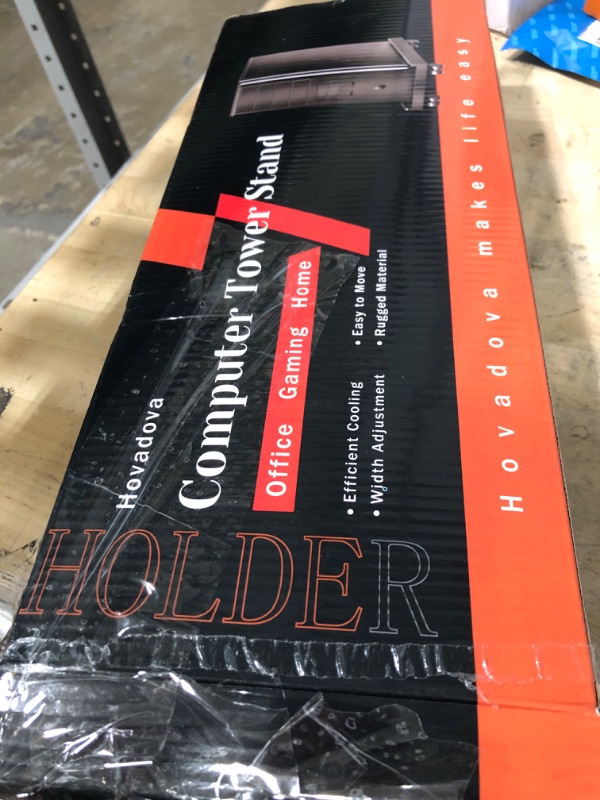 Hovadova
Computer Tower Stand
Office Gaming Home
• Efficient Cooling
• Easy to Move
• Width Adjustment
• Rugged Material
HOLDER
Hovadova makes life easy